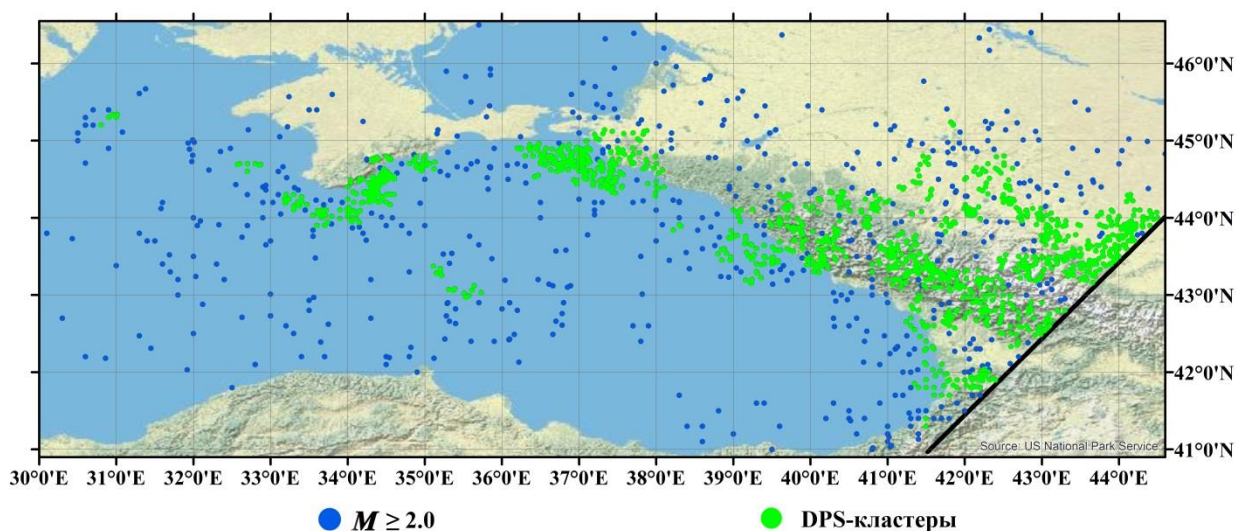 46°0'N
45°0'N
44°0'N
43°0'N
42°0'N
41°0'N
Source: US National Park Service
30°0'E 31°0'E 32°0'E 33°0'E 34°0'E 35°0'E 36°0'E 37°0'E 38°0'E 39°0'E 40°0'E 41°0'E 42°0'E 43°0'E 44°0'E
M ≥ 2.0 DPS-кластеры